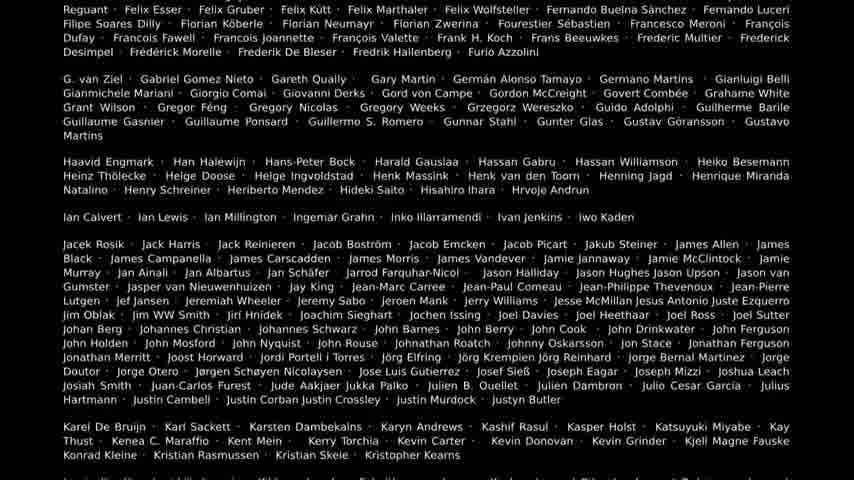 Reguant · Felix Esser · Felix Gruber · Felix Kütt · Felix Marthaler · Felix Wolfsteller · Fernando Buelna Sánchez · Fernando Luceri
Filipe Soares Dilly · Florian Köberle · Florian Neumayr · Florian Zwerina · Fourestier Sébastien · Francesco Meroni · François
Dufay · Francois Fawell · Francois Joannette · François Valette · Frank H. Koch · Frans Beeuwkes · Frederic Multier · Frederick
Desimpel · Frédérick Morelle · Frederik De Bleser · Fredrik Hallenberg · Furio Azzolini
G. van Ziel · Gabriel Gomez Nieto · Gareth Qually · Gary Martin · Germán Alonso Tamayo · Germano Martins · Gianluigi Belli
Gianmichele Mariani · Giorgio Comai · Giovanni Derks · Gord von Campe · Gordon McCreight · Govert Combée · Grahame White
Grant Wilson · Gregor Féng · Gregory Nicolas · Gregory Weeks · Grzegorz Wereszko · Guido Adolphi · Guilherme Barile
Guillaume Gasnier · Guillaume Ponsard · Guillermo S. Romero · Gunnar Stahl · Gunter Glas · Gustav Göransson · Gustavo
Martins
Haavid Engmark · Han Halewijn · Hans-Peter Bock · Harald Gauslaa · Hassan Gabru · Hassan Williamson · Heiko Besemann
Heinz Thölecke · Helge Doose · Helge Ingvoldstad · Henk Massink · Henk van den Toorn · Henning Jagd · Henrique Miranda
Natalino · Henry Schreiner · Heriberto Mendez · Hideki Saito · Hisahiro Ihara · Hrvoje Andrun
Ian Calvert · Ian Lewis · Ian Millington · Ingemar Grahn · Inko Illarramendi · Ivan Jenkins · Iwo Kaden
Jacek Rosik · Jack Harris · Jack Reinieren · Jacob Boström · Jacob Emcken · Jacob Picart · Jakub Steiner · James Allen · James
Black · James Campanella · James Carscadden · James Morris · James Vandever · Jamie Jannaway · Jamie McClintock · Jamie
Murray · Jan Ainali · Jan Albartus · Jan Schäfer · Jarrod Farquhar-Nicol · Jason Halliday · Jason Hughes Jason Upson · Jason van
Gumster · Jasper van Nieuwenhuizen · Jay King · Jean-Marc Carree · Jean-Paul Comeau · Jean-Philippe Thevenoux · Jean-Pierre
Lutgen · Jef Jansen · Jeremiah Wheeler · Jeremy Sabo · Jeroen Mank · Jerry Williams · Jesse McMillan Jesus Antonio Juste Ezquerro
Jim Oblak · Jim WW Smith · Jirí Hnídek · Joachim Sieghart · Jochen Issing · Joel Davies · Joel Heethaar · Joel Ross · Joel Sutter
Johan Berg · Johannes Christian · Johannes Schwarz · John Barnes · John Berry · John Cook · John Drinkwater · John Ferguson
John Holden · John Mosford · John Nyquist · John Rouse · Johnathan Roatch · Johnny Oskarsson · Jon Stace · Jonathan Ferguson
Jonathan Merritt · Joost Howard · Jordi Portell i Torres · Jörg Elfring · Jörg Krempien Jörg Reinhard · Jorge Bernal Martinez · Jorge
Doutor · Jorge Otero · Jørgen Schøyen Nicolaysen · Jose Luis Gutierrez · Josef Sieß · Joseph Eagar · Joseph Mizzi · Joshua Leach
Josiah Smith · Juan-Carlos Furest · Jude Aakjaer Jukka Palko · Julien B. Ouellet · Julien Dambron · Julio Cesar Garcia · Julius
Hartmann · Justin Cambell · Justin Corban Justin Crossley · Justin Murdock · Justyn Butler
Karel De Bruijn · Karl Sackett · Karsten Dambekalns · Karyn Andrews · Kashif Rasul · Kasper Holst · Katsuyuki Miyabe · Kay
Thust · Kenea C. Maraffio · Kent Mein · Kerry Torchia · Kevin Carter · Kevin Donovan · Kevin Grinder · Kjell Magne Fauske
Konrad Kleine · Kristian Rasmussen · Kristian Skeie · Kristopher Kearns